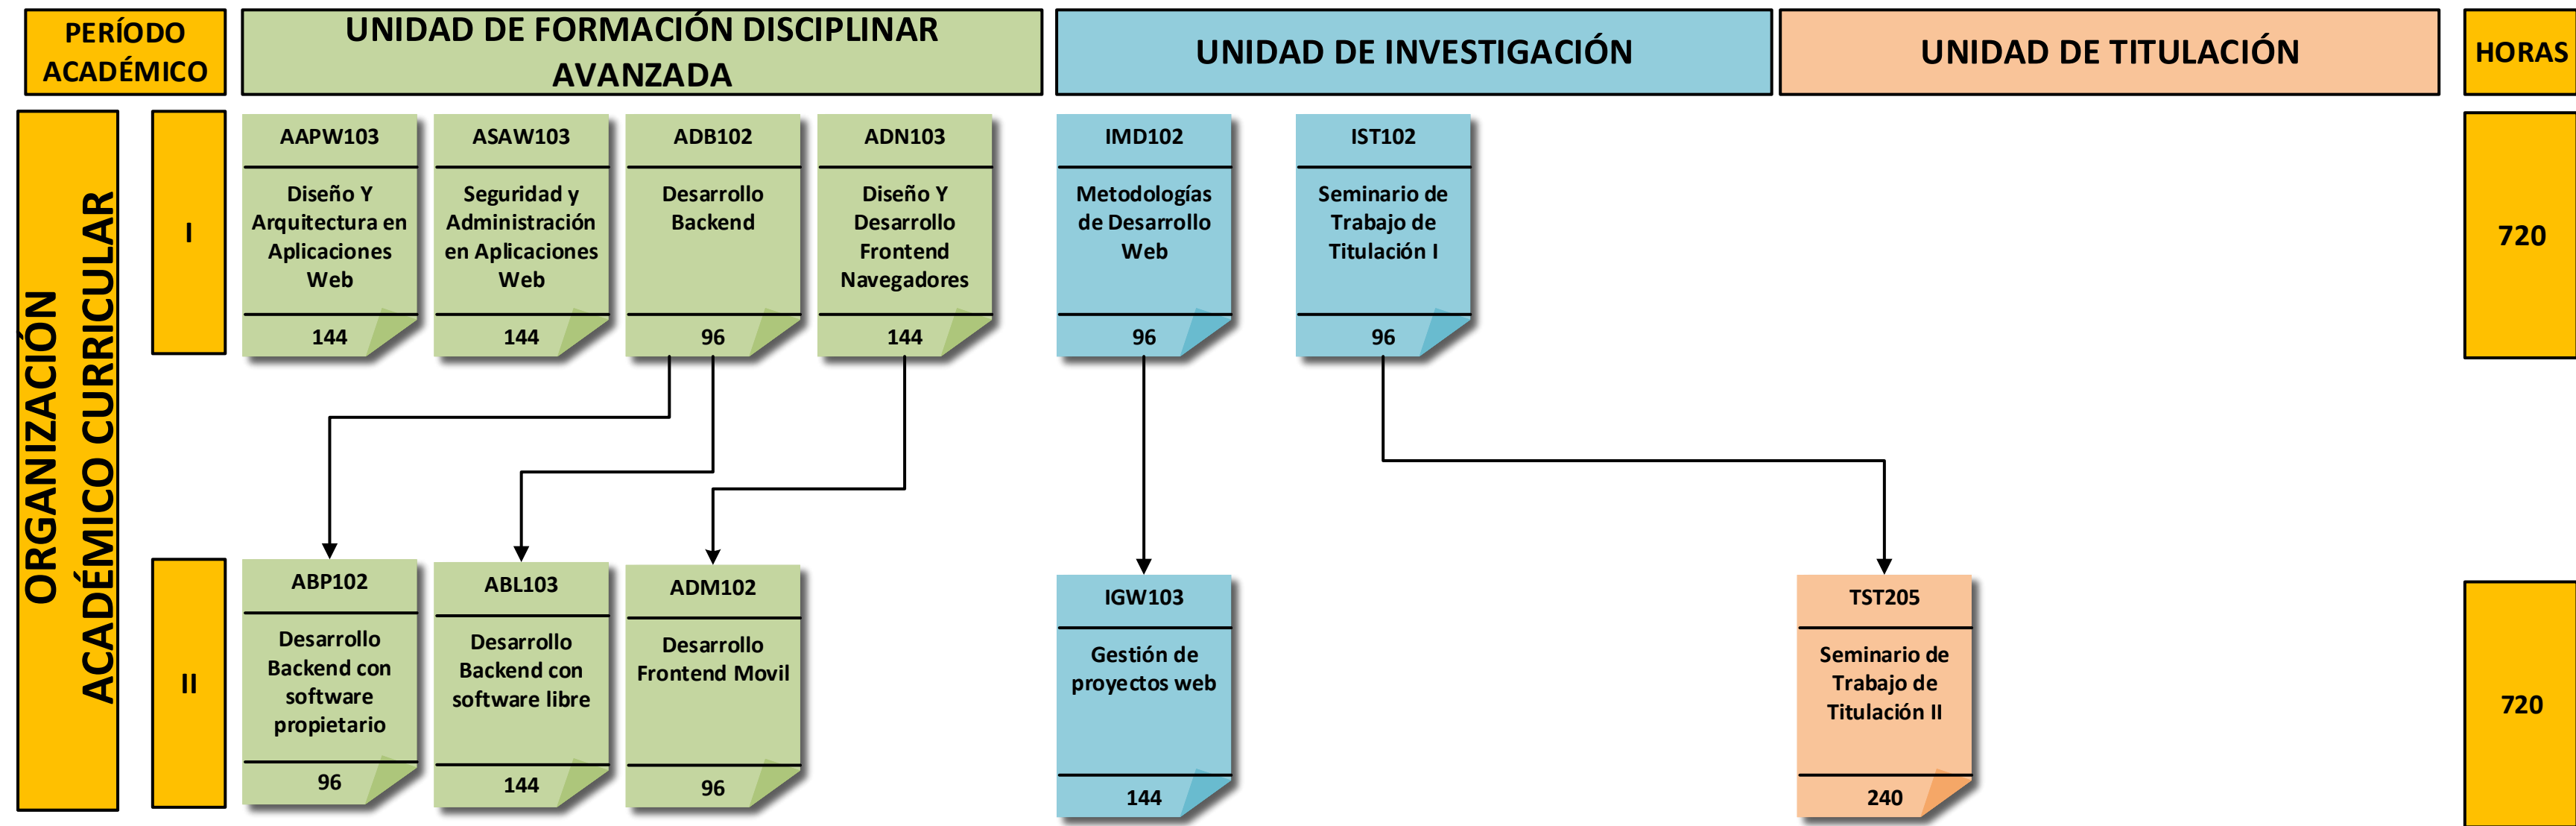 PERÍODO
ACADÉMICO
UNIDAD DE FORMACIÓN DISCIPLINAR
AVANZADA
UNIDAD DE INVESTIGACIÓN
UNIDAD DE TITULACIÓN
HORAS
ORGANIZACIÓN
ACADÉMICO CURRICULAR
I
AAPW103
Diseño Y
Arquitectura en
Aplicaciones
Web
144
ASAW103
Seguridad y
Administración
en Aplicaciones
Web
144
ADB102
Desarrollo
Backend
96
ADN103
Diseño Y
Desarrollo
Frontend
Navegadores
144
IMD102
Metodologías
de Desarrollo
Web
96
IST102
Seminario de
Trabajo de
Titulación I
96
720
II
ABP102
Desarrollo
Backend con
software
propietario
96
ABL103
Desarrollo
Backend con
software libre
144
ADM102
Desarrollo
Frontend Movil
96
IGW103
Gestión de
proyectos web
144
TST205
Seminario de
Trabajo de
Titulación II
240
720